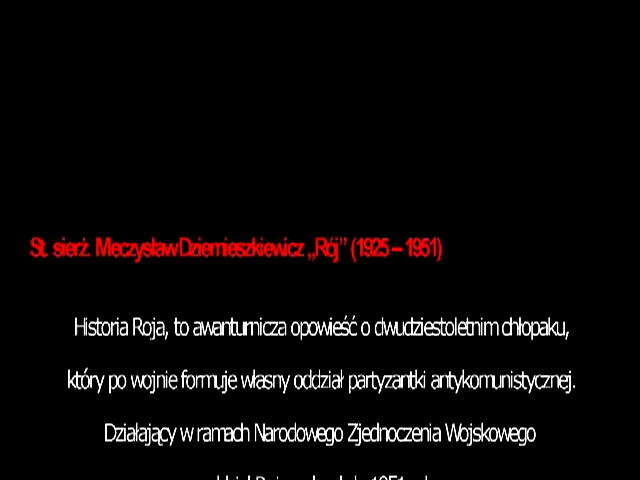 St. sierż. Meczysław Dziemieszkiewicz „Rój” (1925 – 1951)
Historia Roja, to awanturnicza opowieść o dwudziestoletnim chłopaku,
który po wojnie formuje własny oddział partyzantki antykomunistycznej.
Działający w ramach Narodowego Zjednoczenia Wojskowego